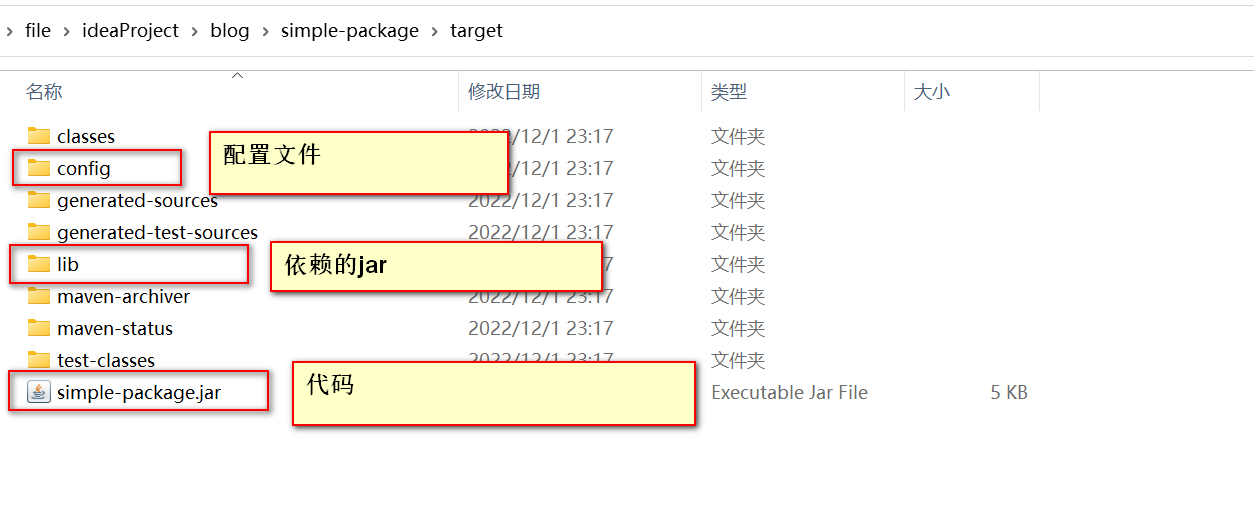 file ideaProject blog simple-package target
名称 修改日期 类型 大小
classes 2022/12/1 23:17 文件夹
config 配置文件 2/1 23:17 文件夹
generated-sources 2022/12/1 23:17 文件夹
generated-test-sources 2022/12/1 23:17 文件夹
lib 依赖的jar 文件夹
maven-archiver 2022/12/1 23:17 文件夹
maven-status 2022/12/1 23:17 文件夹
test-classes 2022/12/1 23:17 文件夹
simple-package.jar 代码 Executable Jar File 5 KB